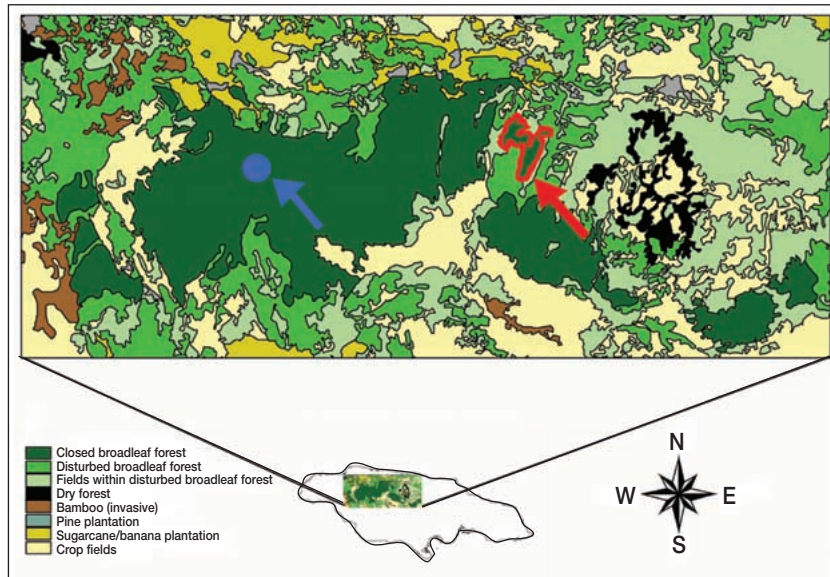 Closed broadleaf forest
Disturbed broadleaf forest
Fields within disturbed broadleaf forest
Dry forest
Bamboo (invasive)
Pine plantation
Sugarcane/banana plantation
Crop fields
N
W E
S